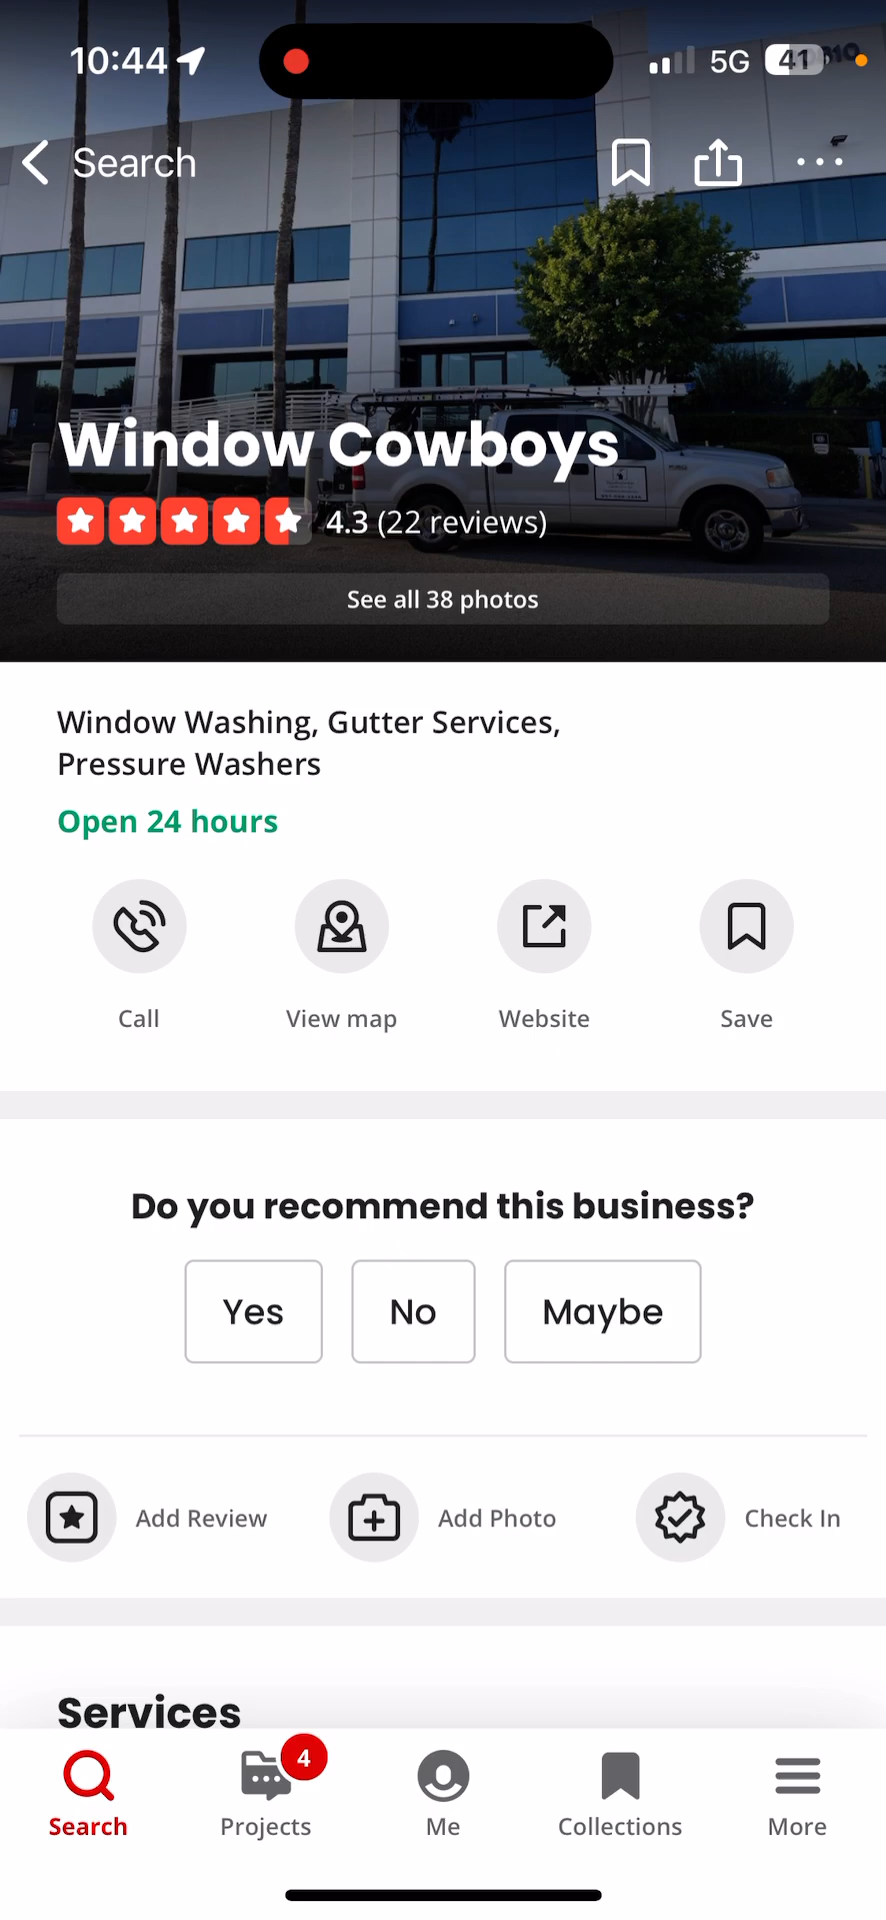 10:44
5G
41
Search
Window Cowboys
4.3 (22 reviews)
See all 38 photos
Window Washing, Gutter Services,
Pressure Washers
Open 24 hours
Call
View map
Website
Save
Do you recommend this business?
Yes
No
Maybe
Add Review
Add Photo
Check In
Services
4
Search
Projects
Me
Collections
More